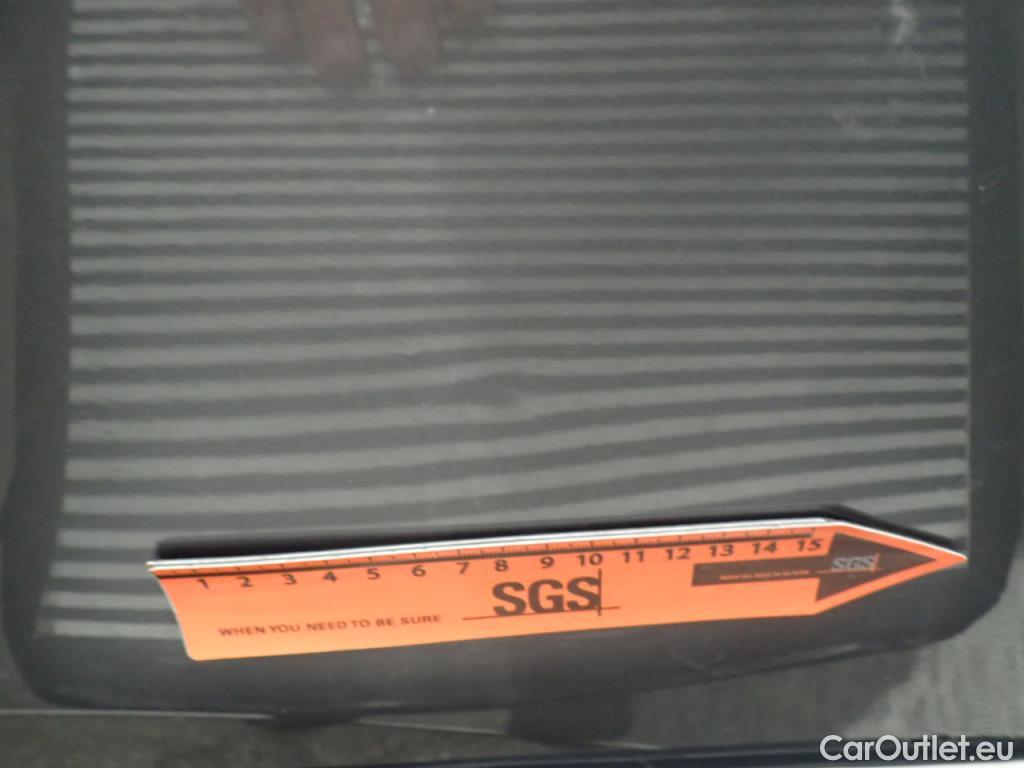 1 2 3 4 5 6 7 8 9 10 11 12 13 14 15
SGS
SGS
WHEN YOU NEED TO BE SURE
CarOutlet.eu